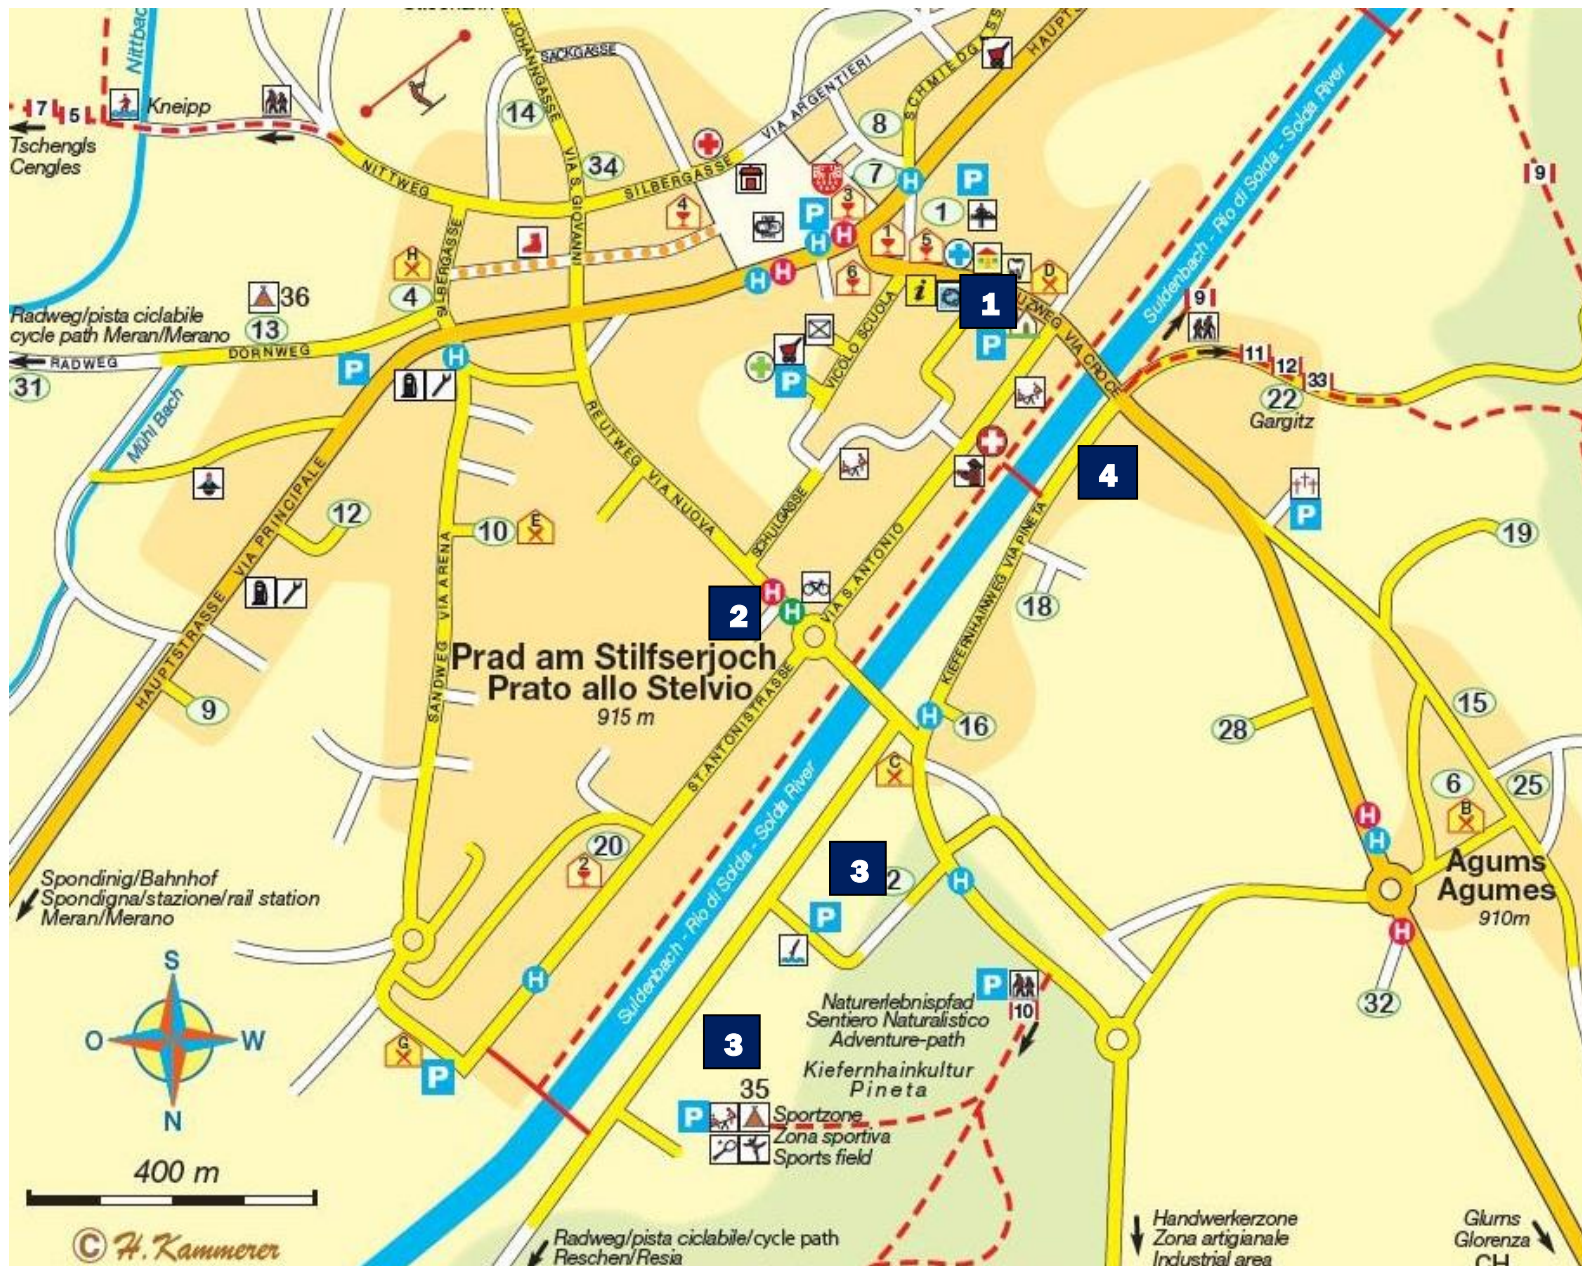 JOHANNGASSE
SACKGASSE
HAUPTS
SCHMIEDGASS
VIA ARGENTIERI
Nittbac
Kneipp
7
5
Tschengls
Cengles
14
8
34
7
NITTWEG
VIA S. GIOVANNI
SILBERGASSE
9
Suldenbach - Rio di Solda - Solda River
P
H
3
4
1
1
5
6
D
i
H
4
SILBERGASSE
36
13
Radweg/pista ciclabile
cycle path Meran/Merano
RADWEG
DORNWEG
31
P
H
H
H
H
H
P
1
P
UZWEG VIA CROCE
VICOLO SCUOLA
P
9
11
12
33
22
Gargitz
Mühl Bach
REUTWEG VIA NUOVA
SCHULGASSE
4
P
12
10
E
19
VIA PRINCIPALE
HAUPTSTRASSE
VIA ARENA
SANDWEG
VIA S. ANTONIO
KIEFERNHAINWEG VIA PINETA
18
2
H
H
Prad am Stilfserjoch
Prato allo Stelvio
915 m
9
H
16
28
15
ST.ANTONISTRASSE
C
6
25
B
H
H
20
2
3
2
H
Agums
Agumes
910m
Spondinig/Bahnhof
Spondigna/stazione/rail station
Meran/Merano
P
H
H
32
S
O
W
N
Suldenbach - Rio di Solda - Solda River
P
10
Naturerlebnispfad
Sentiero Naturalistico
Adventure-path
3
G
P
Kiefernhainkultur
Pineta
35
P
Sportzone
Zona sportiva
Sports field
400 m
© H. Kammerer
Radweg/pista ciclabile/cycle path
Reschen/Resia
Handwerkerzone
Zona artigianale
Industrial area
Glurns
Glorenza
CH